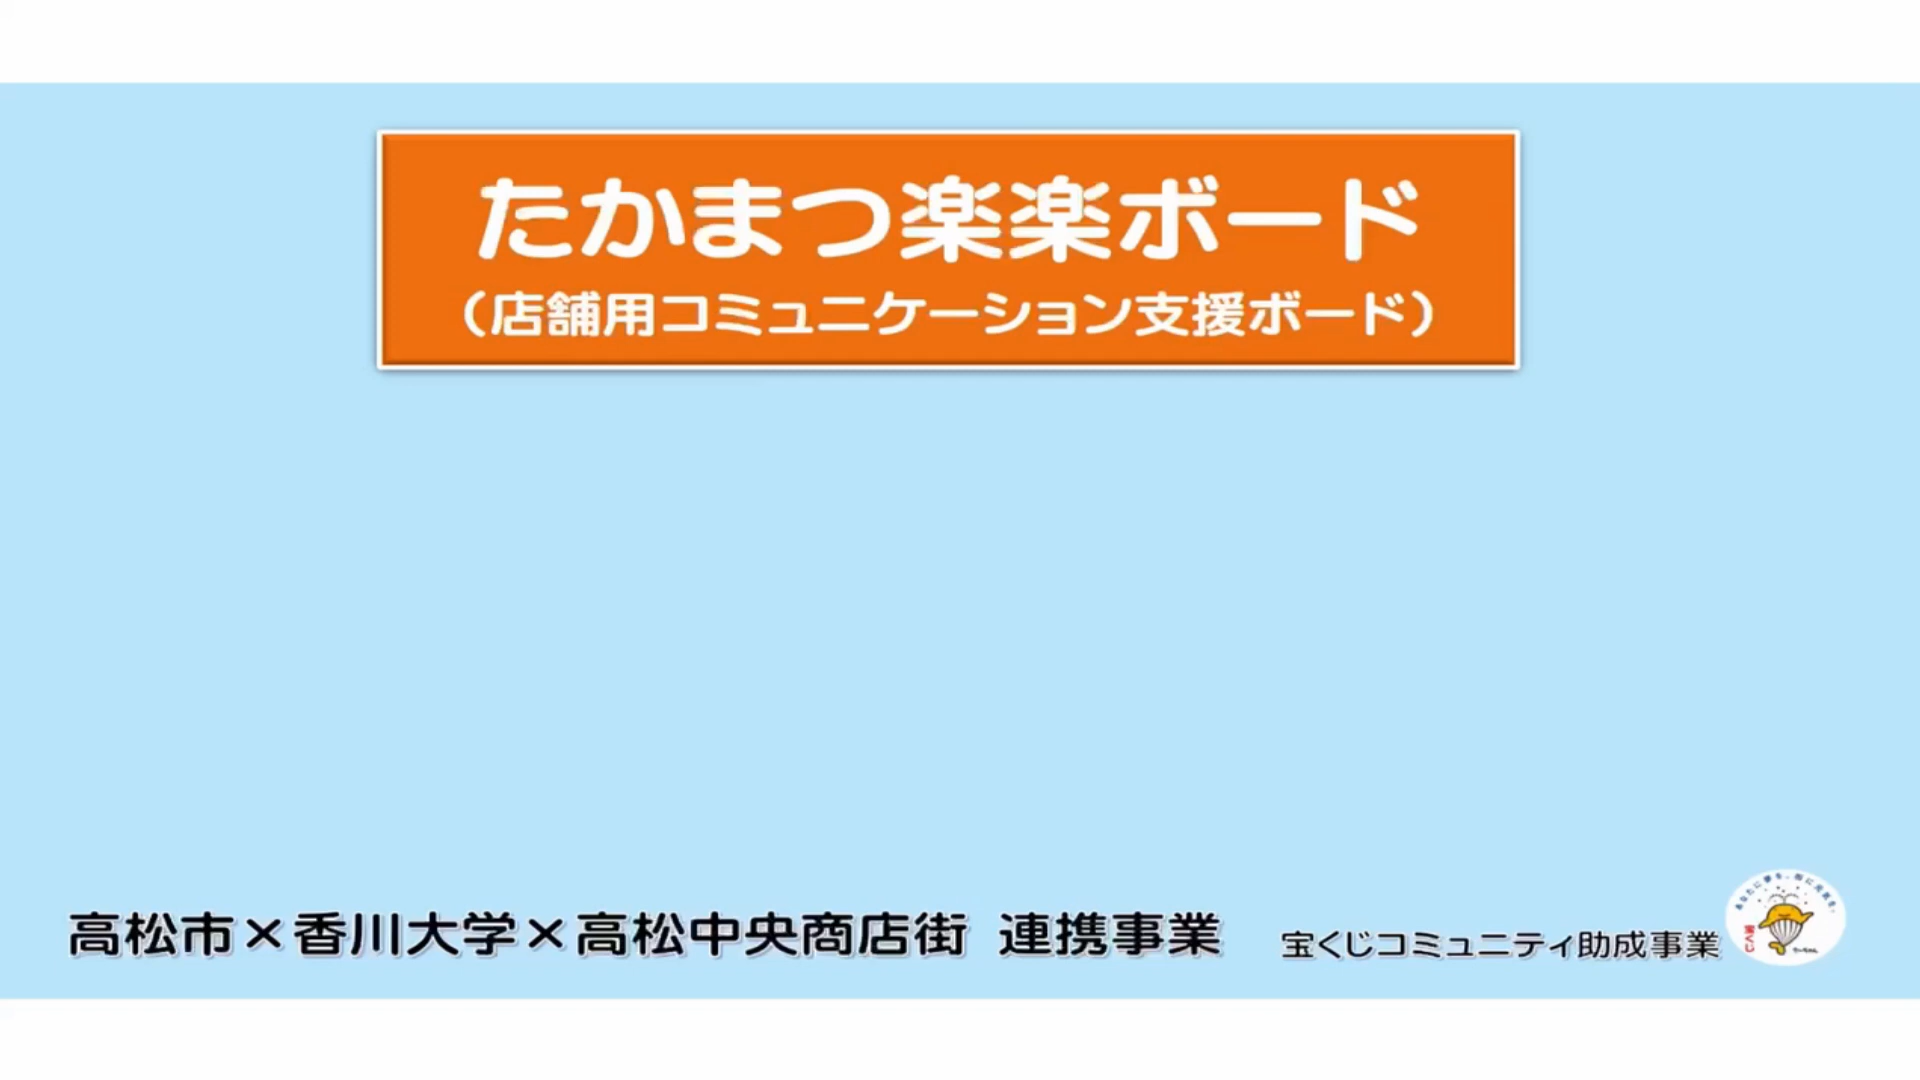 たかまつ楽楽ボード
（店舗用コミュニケーション支援ボード）
高松市×香川大学×高松中央商店街 連携事業
宝くじコミュニティ助成事業
宝くじ